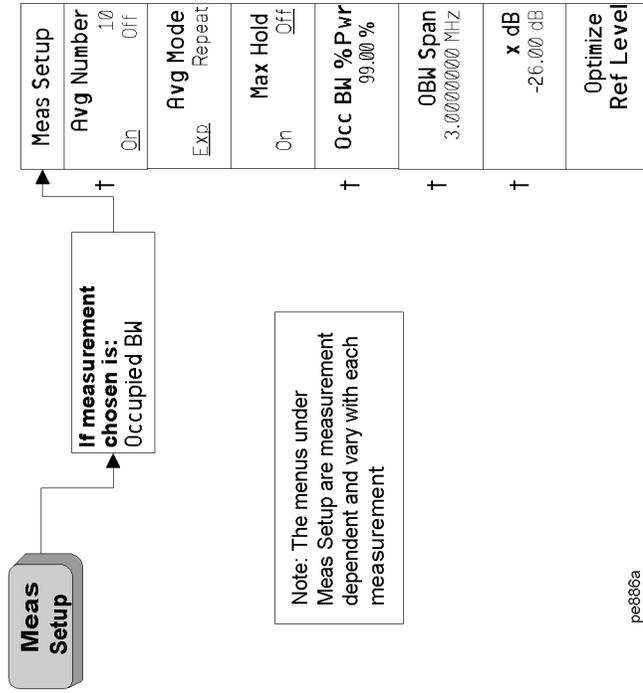 Meas
Setup
If measurement
chosen is:
Occupied BW
Note: The menus under
Meas Setup are measurement
dependent and vary with each
measurement
Meas Setup
Avg Number
10
On Off
†
Avg Mode
Exp Repeat
Max Hold
On Off
Occ BW % Pwr
99.00 %
†
OBW Span
3.00000000 MHz
†
x dB
-26.00 dB
†
Optimize
Ref Level
pe886a